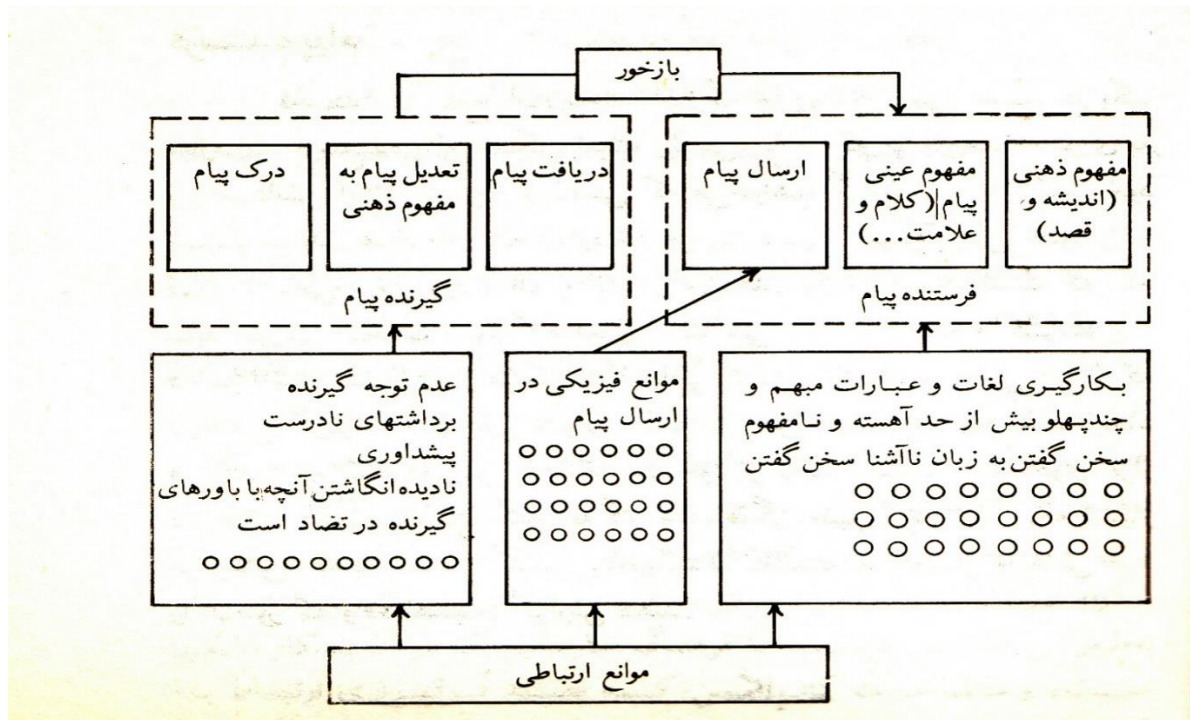 بازخور
مفهوم ذهنی
(اندیشه و
قصد)
مفهوم عینی
پیام (کلام و
علامت...)
ارسال پیام
فرستنده پیام
دریافت پیام
تعدیل پیام به
مفهوم ذهنی
درک پیام
گیرنده پیام
بکارگیری لغات و عبارات مبهم و
چندپهلو بیش از حد آهسته و نامفهوم
سخن گفتن به زبان ناآشنا سخن گفتن
موانع فیزیکی در
ارسال پیام
عدم توجه گیرنده
برداشتهای نادرست
پیشداوری
نادیده انگاشتن آنچه با باورهای
گیرنده در تضاد است
موانع ارتباطی